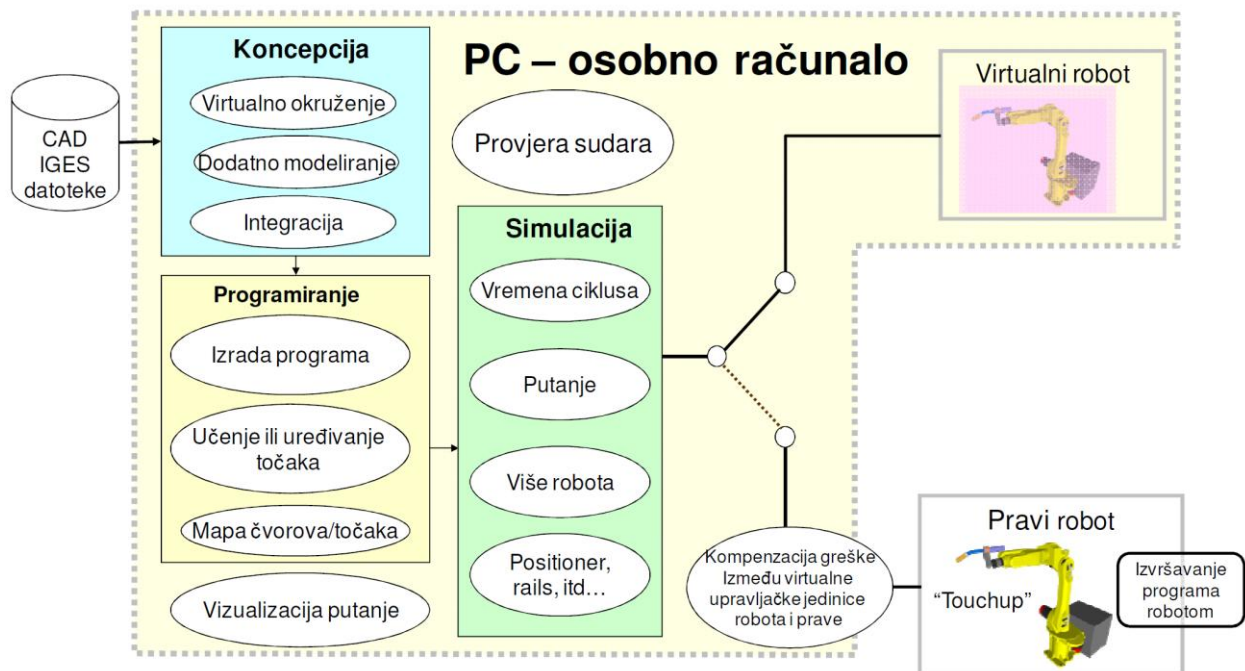 PC – osobno računalo
CAD
IGES
datoteke
Koncepcija
Virtualno okruženje
Dodatno modeliranje
Integracija
Provjera sudara
Virtualni robot
Programiranje
Izrada programa
Učenje ili uređivanje
točaka
Mapa čvorova/točaka
Vizualizacija putanje
Simulacija
Vremena ciklusa
Putanje
Više robota
Positioner,
rails, itd…
Kompenzacija greške
Između virtualne
upravljačke jedinice
robota i prave
Pravi robot
“Touchup”
Izvršavanje
programa
robotom